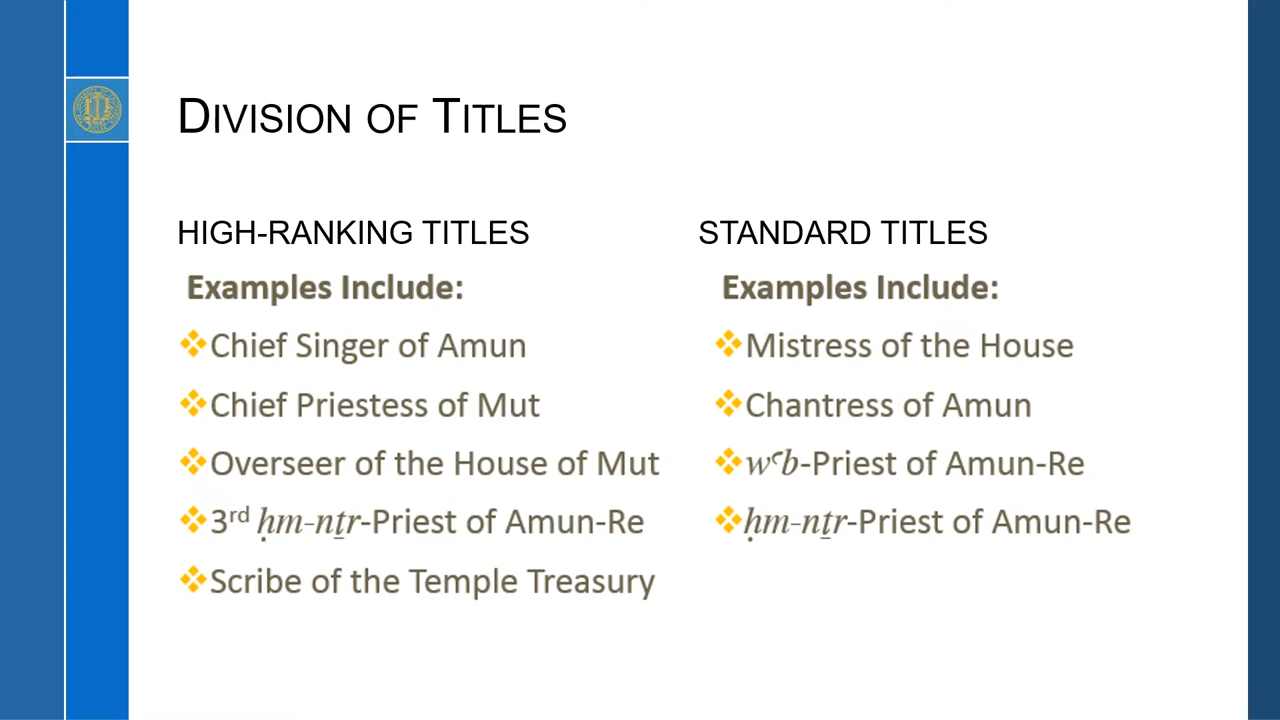 DIVISION OF TITLES
HIGH-RANKING TITLES
Examples Include:
❖Chief Singer of Amun
❖Chief Priestess of Mut
❖Overseer of the House of Mut
❖3rd ḥm-nṯr-Priest of Amun-Re
❖Scribe of the Temple Treasury
STANDARD TITLES
Examples Include:
❖Mistress of the House
❖Chantress of Amun
❖wꜥb-Priest of Amun-Re
❖ḥm-nṯr-Priest of Amun-Re